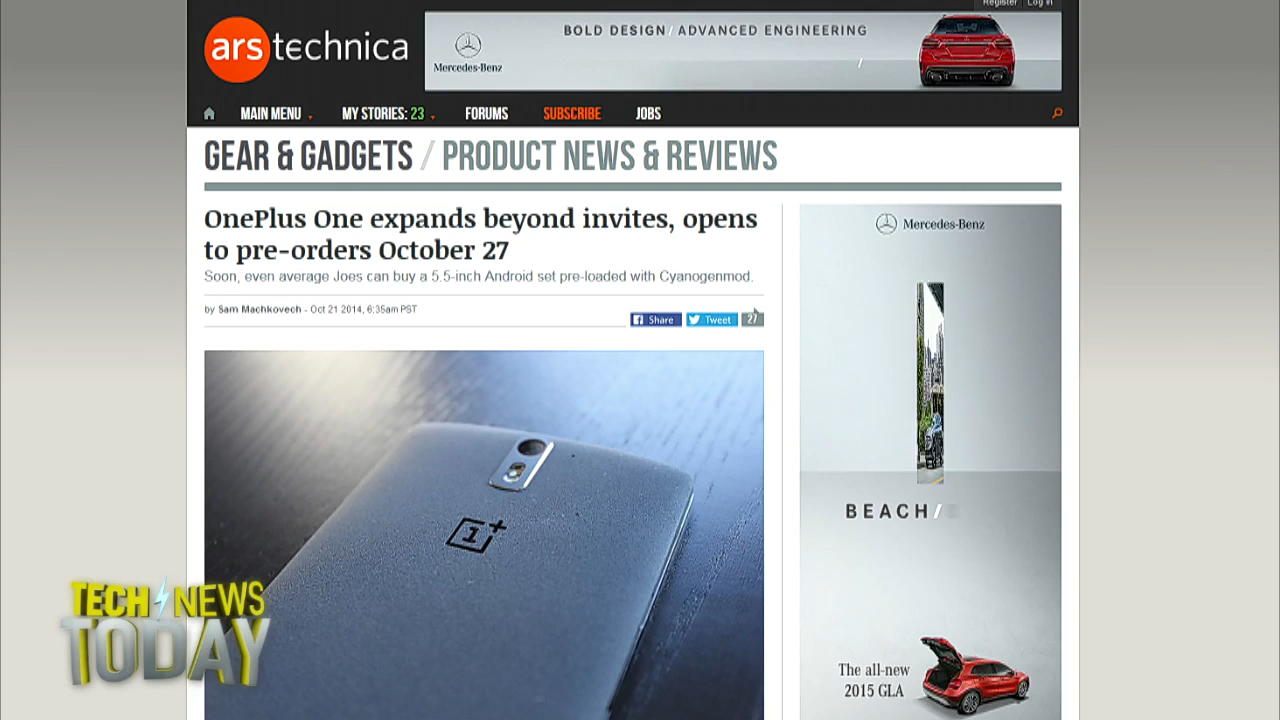 Register Log in
ars technica
BOLD DESIGN / ADVANCED ENGINEERING
Mercedes-Benz
MAIN MENU MY STORIES: 23 FORUMS SUBSCRIBE JOBS
GEAR & GADGETS / PRODUCT NEWS & REVIEWS
OnePlus One expands beyond invites, opens
to pre-orders October 27
Soon, even average Joes can buy a 5.5-inch Android set pre-loaded with Cyanogenmod.
by Sam Machkovech - Oct 21 2014, 6:35am PST
Share Tweet 27
1+
Mercedes-Benz
BEACH/
The all-new
2015 GLA
TECH NEWS
TODAY